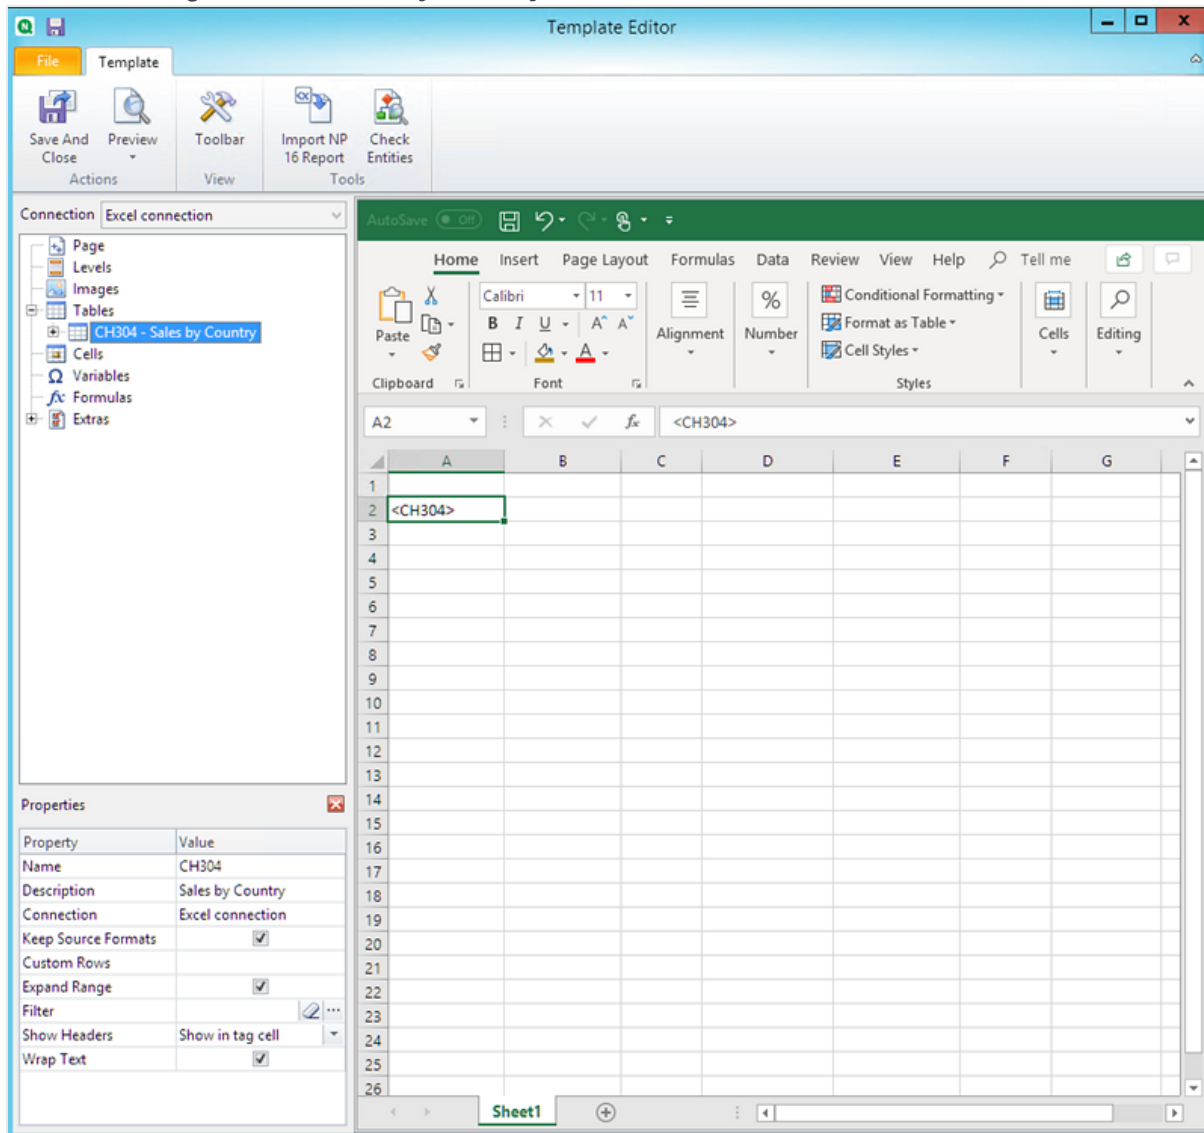 Template Editor
File Template
Save And Close
Preview
Toolbar
Import NP 16 Report
Check Entities
Actions
View
Tools
Connection Excel connection
Page
Levels
Images
Tables
CH304 - Sales by Country
Cells
Variables
Formulas
Extras
Properties
Property Value
Name CH304
Description Sales by Country
Connection Excel connection
Keep Source Formats
Custom Rows
Expand Range
Filter
Show Headers Show in tag cell
Wrap Text
AutoSave Off
Home Insert Page Layout Formulas Data Review View Help Tell me
Paste
Calibri 11
B I U A A
A
Alignment
%
Number
Conditional Formatting
Format as Table
Cell Styles
Cells
Editing
Clipboard Font Styles
A2 fx <CH304>
A B C D E F G
1
2 <CH304>
3
4
5
6
7
8
9
10
11
12
13
14
15
16
17
18
19
20
21
22
23
24
25
26
Sheet1